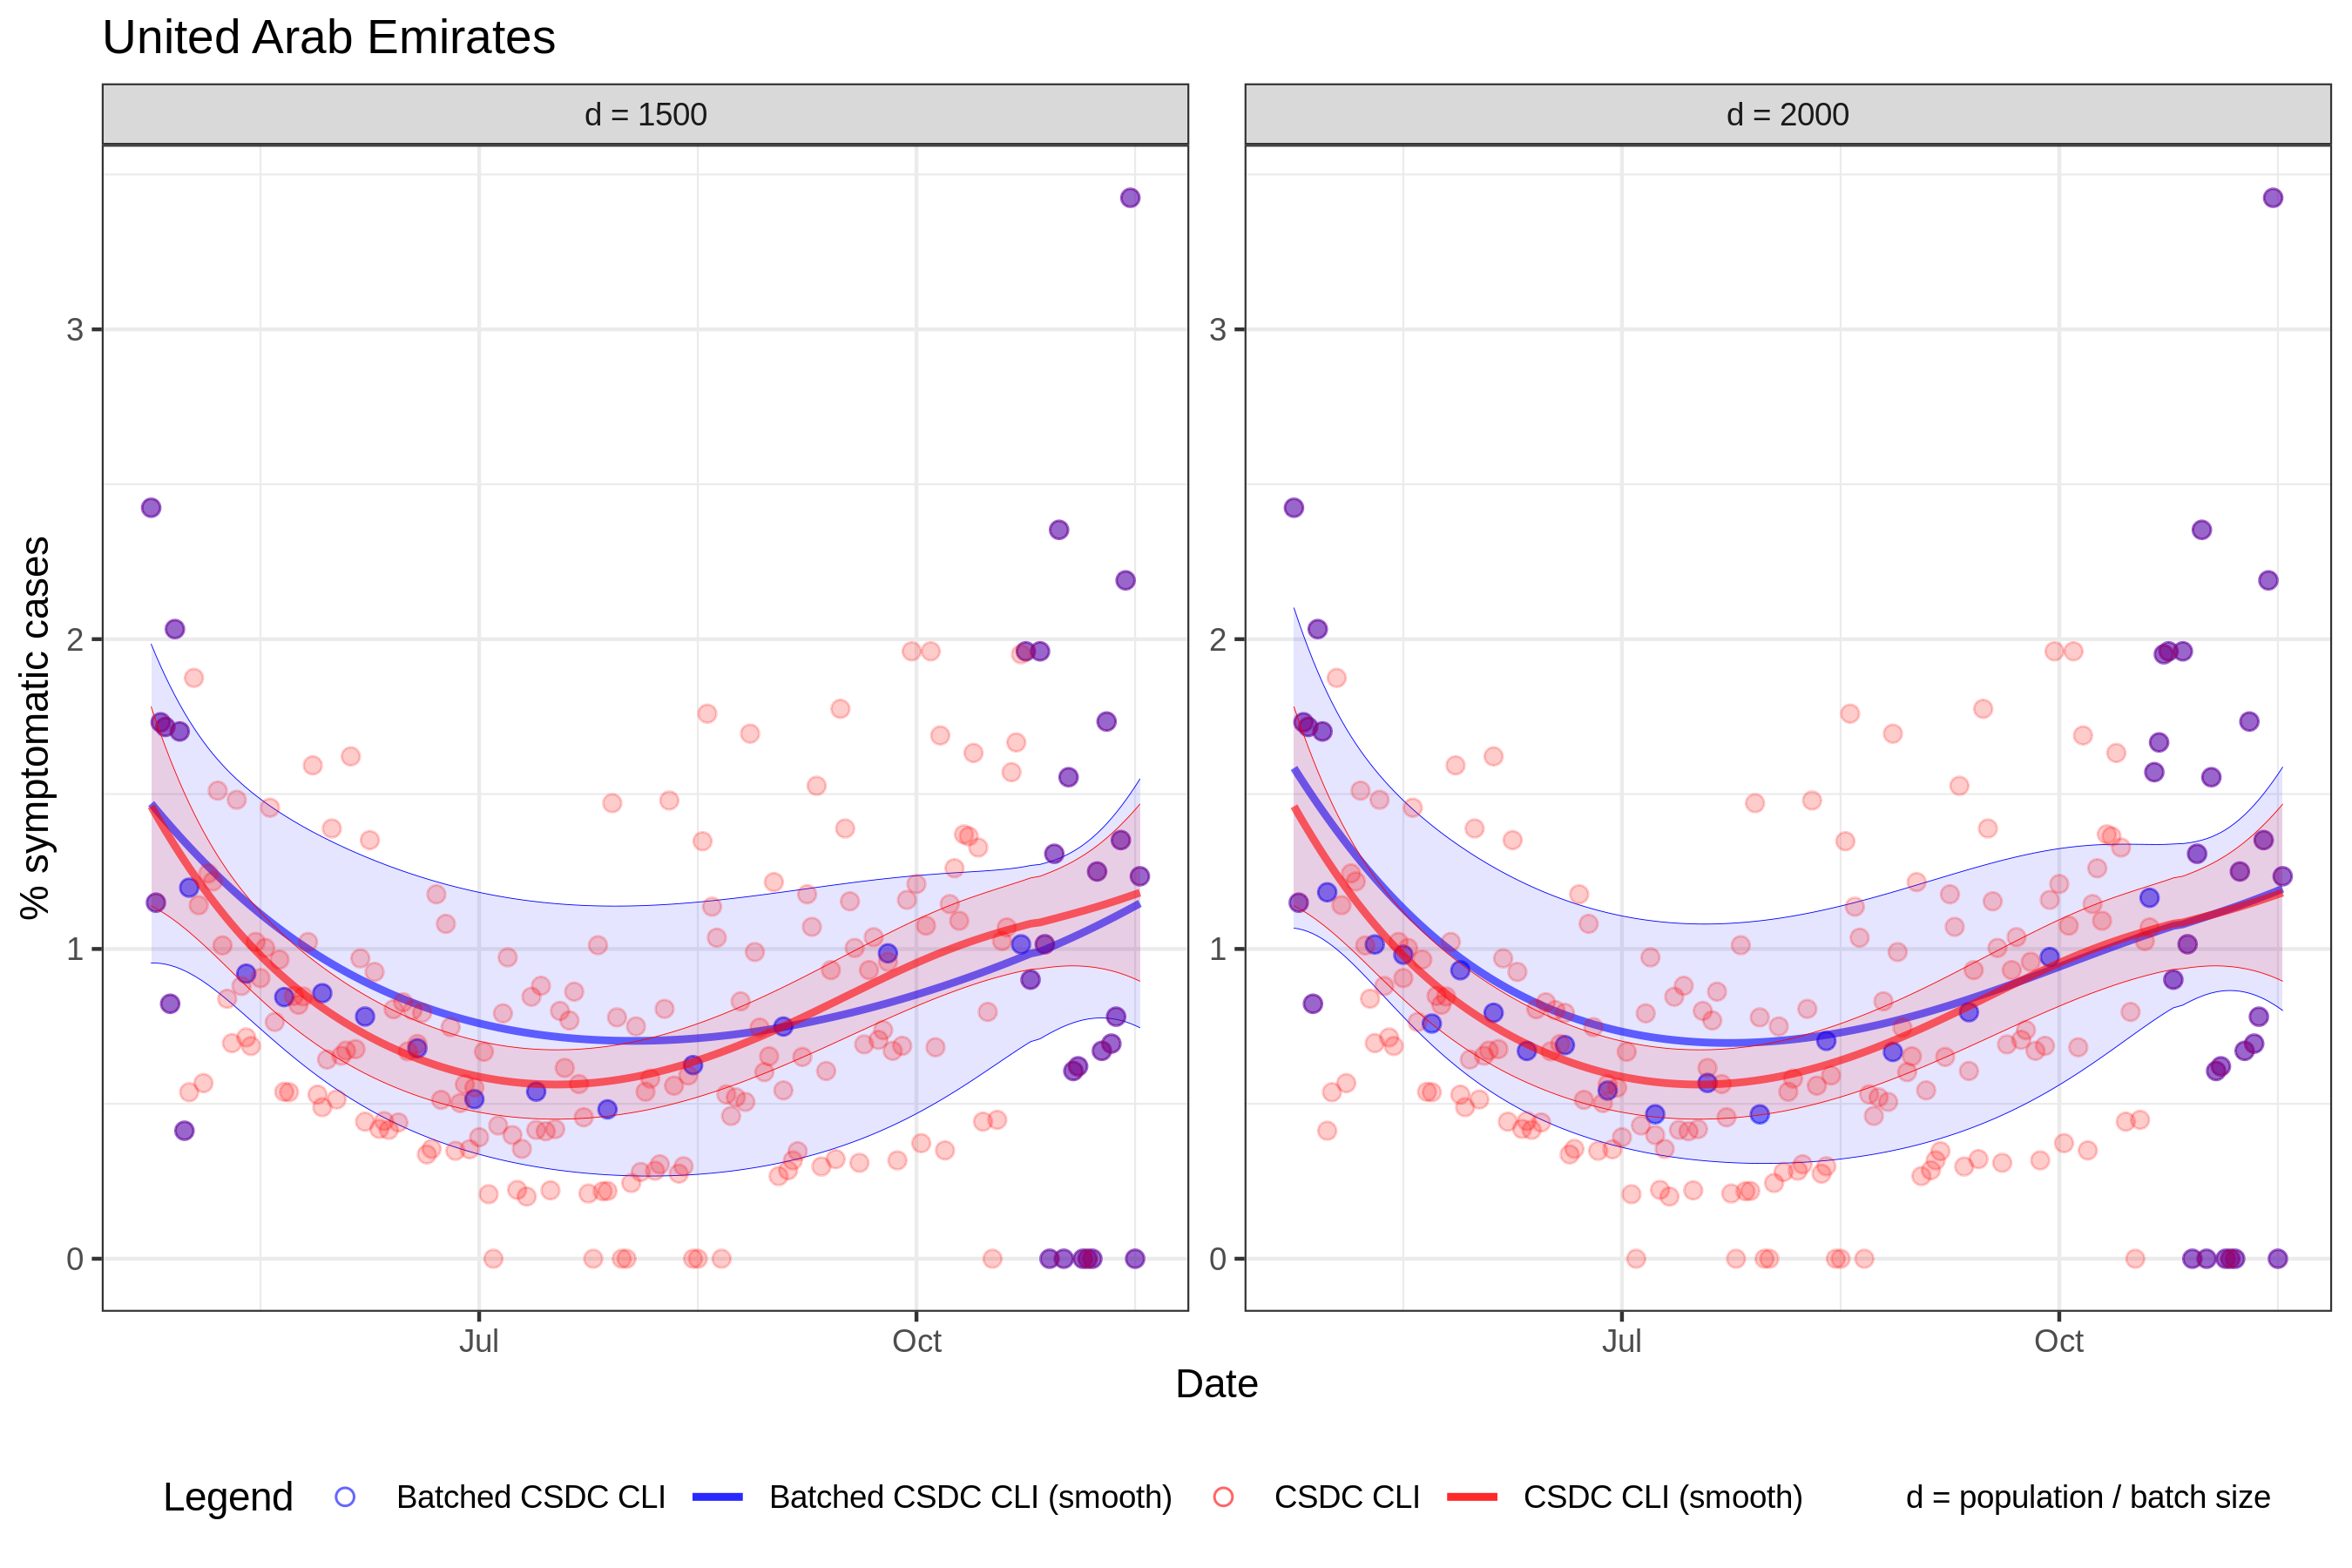 United Arab Emirates
d = 1500
d = 2000
% symptomatic cases
3
2
1
0
3
2
1
0
Jul
Oct
Jul
Oct
Date
Legend
Batched CSDC CLI
Batched CSDC CLI (smooth)
CSDC CLI
CSDC CLI (smooth)
d = population / batch size